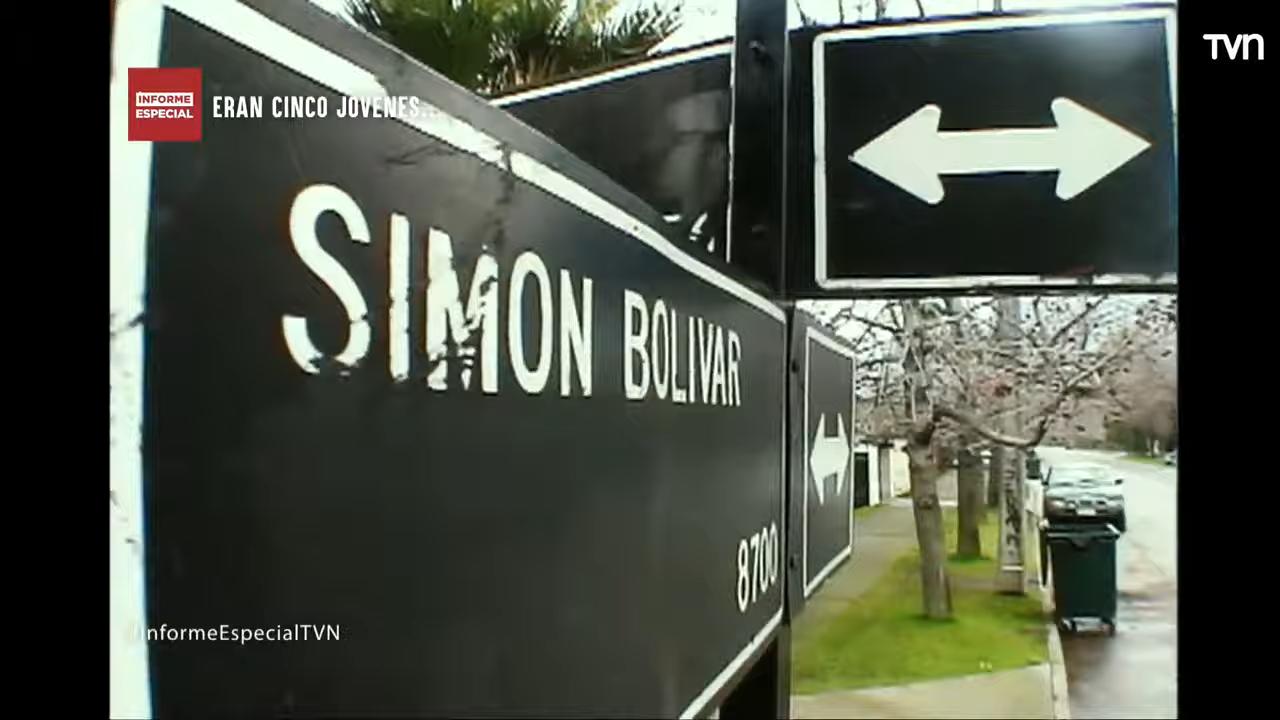 TVN
INFORME
ESPECIAL
ERAN CINCO JOVENES...
SIMON BOLIVAR
8700
#InformeEspecialTVN